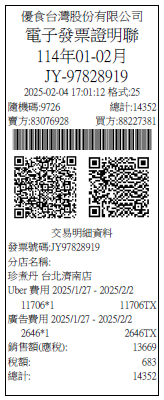 優食台灣股份有限公司
電子發票證明聯
114年01-02月
JY-97828919
2025-02-04 17:01:12 格式:25
隨機碼:9726 總計:14352
賣方:83076928 買方:88227381
交易明細資料
發票號碼:JY97828919
分店名稱:
珍煮丹 台北濟南店
Uber 費用 2025/1/27 - 2025/2/2
11706*1 11706TX
廣告費用 2025/1/27 - 2025/2/2
2646*1 2646TX
銷售額(應稅): 13669
稅額: 683
總計: 14352